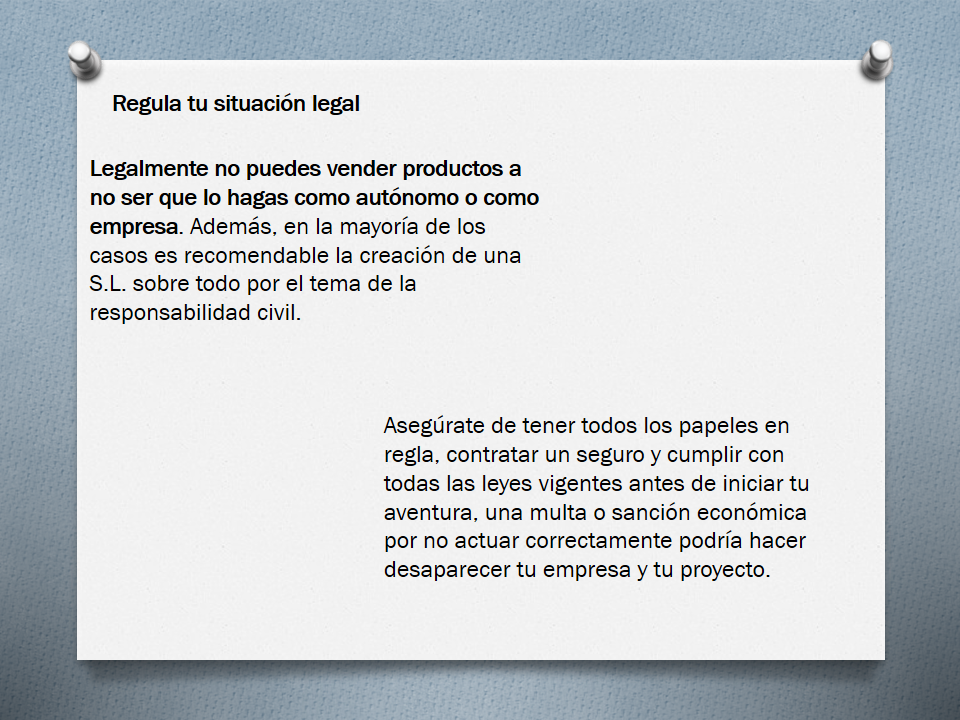 Regula tu situación legal
Legalmente no puedes vender productos a
no ser que lo hagas como autónomo o como
empresa. Además, en la mayoría de los
casos es recomendable la creación de una
S.L. sobre todo por el tema de la
responsabilidad civil.
Asegúrate de tener todos los papeles en
regla, contratar un seguro y cumplir con
todas las leyes vigentes antes de iniciar tu
aventura, una multa o sanción económica
por no actuar correctamente podría hacer
desaparecer tu empresa y tu proyecto.